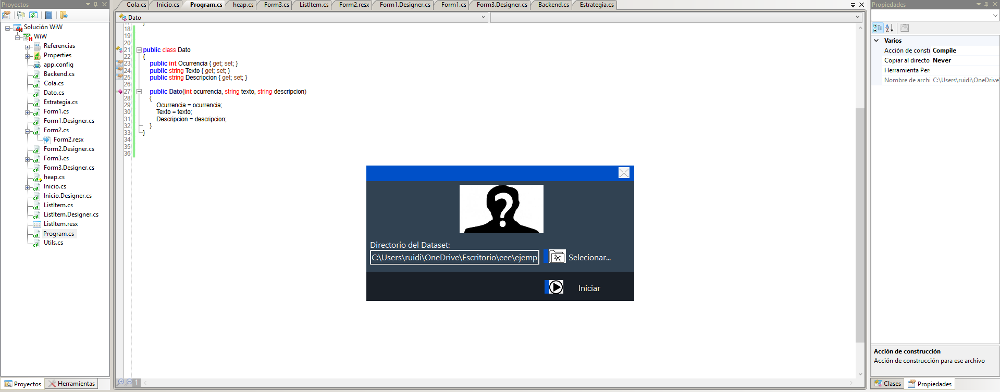 Proyectos
Solución WiW
WiW
Referencias
Properties
app.config
Backend.cs
Cola.cs
Dato.cs
Estrategia.cs
Form1.cs
Form1.Designer.cs
Form2.cs
Form2.resx
Form2.Designer.cs
Form3.cs
Form3.Designer.cs
heap.cs
Inicio.cs
Inicio.Designer.cs
ListItem.cs
ListItem.Designer.cs
ListItem.resx
Program.cs
Utils.cs
Proyectos Herramientas
Cola.cs Inicio.cs Program.cs heap.cs Form3.cs ListItem.cs Form2.resx Form1.Designer.cs Form1.cs Form3.Designer.cs Backend.cs Estrategia.cs
Dato
18
19
20
21 public class Dato
22 {
23 public int Ocurrencia { get; set; }
24 public string Texto { get; set; }
25 public string Descripcion { get; set; }
26
27 public Dato(int ocurrencia, string texto, string descripcion)
28 {
29 Ocurrencia = ocurrencia;
30 Texto = texto;
31 Descripcion = descripcion;
32 }
33 }
34
35
36
Directorio del Dataset:
C:\Users\ruidi\OneDrive\Escritorio\eee\ejemp
Selecionar...
Iniciar
1
Propiedades
Varios
Acción de constr Compile
Copiar al directo Never
Herramienta Pers
Nombre de archi C:\Users\ruidi\OneDrive\
Acción de construcción
Acción de construcción para ese archivo
Clases Propiedades